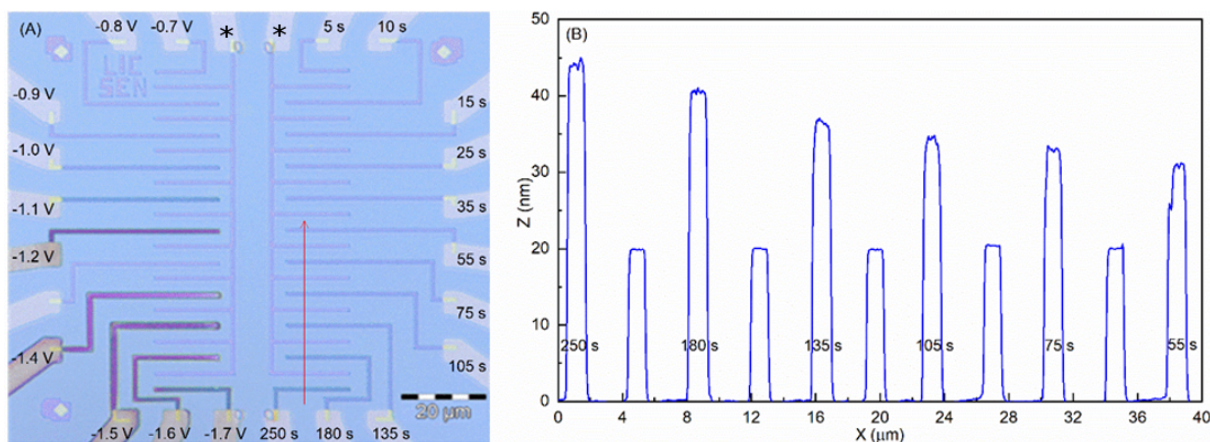 (A)
-0.8 V
-0.7 V
*
*
5 s
10 s
LIC
SEN
-0.9 V
-1.0 V
-1.1 V
-1.2 V
-1.4 V
-1.5 V
-1.6 V
-1.7 V
250 s
180 s
135 s
15 s
25 s
35 s
55 s
75 s
105 s
20 µm
(B)
50
40
30
20
10
0
Z (nm)
250 s
180 s
135 s
105 s
75 s
55 s
0
4
8
12
16
20
24
28
32
36
40
X (µm)